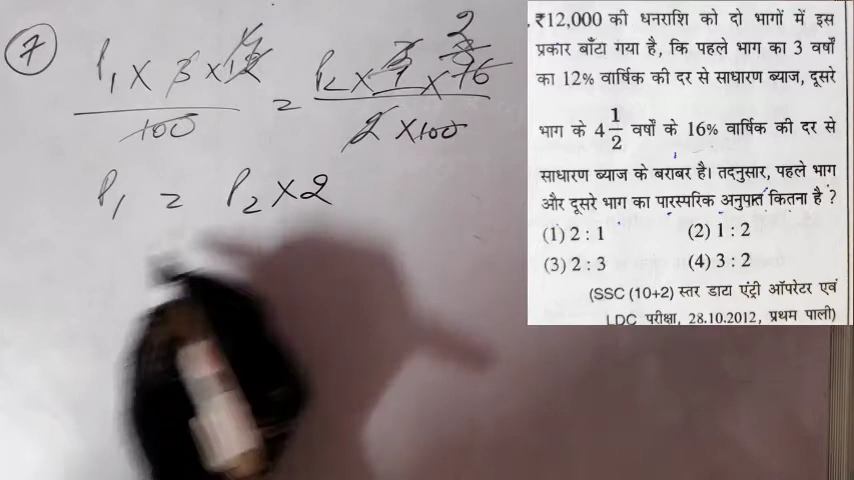 7
P₁ × 3 × 12 / 100 = P₂ × 9 × 16 / 2 × 100
2
P₁ = P₂ × 2
₹12,000 की धनराशि को दो भागों में इस
प्रकार बाँटा गया है, कि पहले भाग का 3 वर्षों
का 12% वार्षिक की दर से साधारण ब्याज, दूसरे
भाग के 4 1/2 वर्षों के 16% वार्षिक की दर से
साधारण ब्याज के बराबर है। तद्नुसार, पहले भाग
और दूसरे भाग का पारस्परिक अनुपात कितना है ?
(1) 2 : 1 (2) 1 : 2
(3) 2 : 3 (4) 3 : 2
(SSC (10+2) स्तर डाटा एंट्री ऑपरेटर एवं
LDC परीक्षा, 28.10.2012, प्रथम पाली)